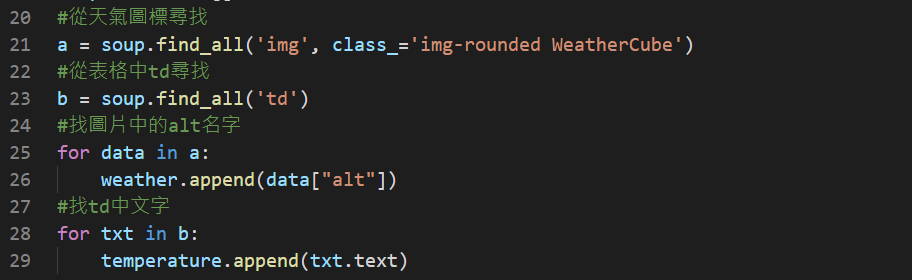 20 #從天氣圖標尋找
21 a = soup.find_all('img', class_='img-rounded WeatherCube')
22 #從表格中td尋找
23 b = soup.find_all('td')
24 #找圖片中的alt名字
25 for data in a:
26     weather.append(data["alt"])
27 #找td中文字
28 for txt in b:
29     temperature.append(txt.text)